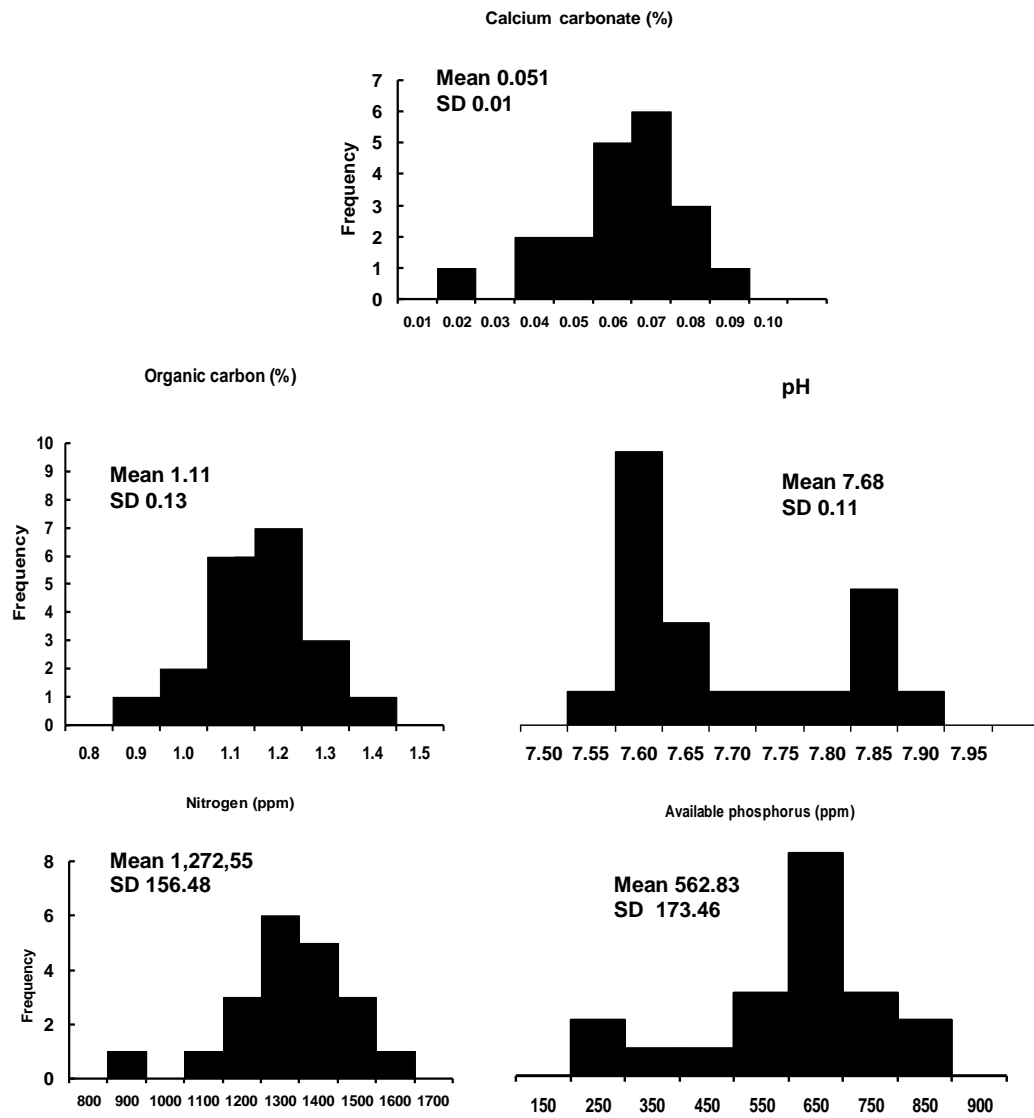 Calcium carbonate (%)
Mean 0.051
SD 0.01
Frequency
7
6
5
4
3
2
1
0
0.01 0.02 0.03 0.04 0.05 0.06 0.07 0.08 0.09 0.10
Organic carbon (%)
Mean 1.11
SD 0.13
Frequency
10
9
8
7
6
5
4
3
2
1
0
0.8 0.9 1.0 1.1 1.2 1.3 1.4 1.5
pH
Mean 7.68
SD 0.11
7.50 7.55 7.60 7.65 7.70 7.75 7.80 7.85 7.90 7.95
Nitrogen (ppm)
Mean 1,272,55
SD 156.48
Frequency
8
6
4
2
0
800 900 1000 1100 1200 1300 1400 1500 1600 1700
Available phosphorus (ppm)
Mean 562.83
SD 173.46
150 250 350 450 550 650 750 850 900